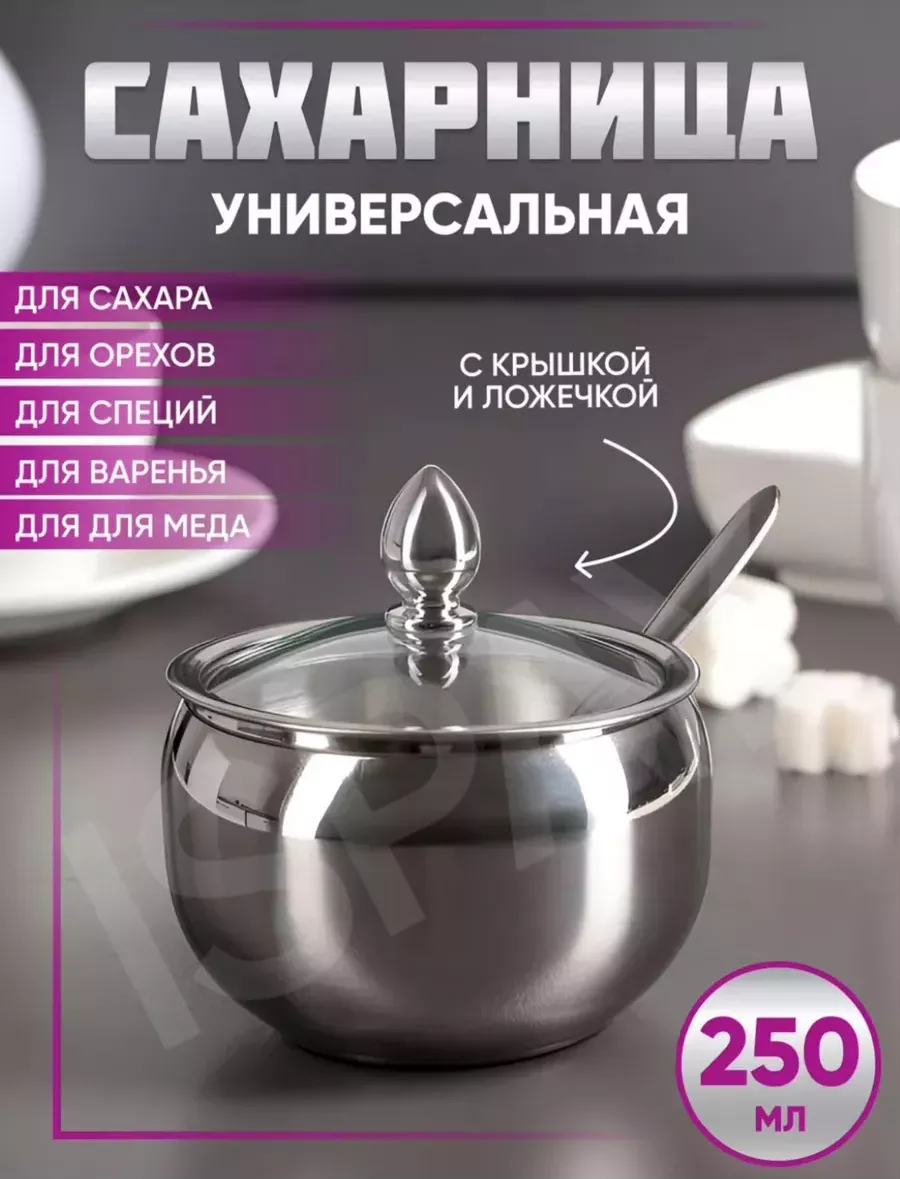 САХАРНИЦА
УНИВЕРСАЛЬНАЯ
ДЛЯ САХАРА
ДЛЯ ОРЕХОВ
ДЛЯ СПЕЦИЙ
ДЛЯ ВАРЕНЬЯ
ДЛЯ ДЛЯ МЕДА
С КРЫШКОЙ
И ЛОЖЕЧКОЙ
250
МЛ